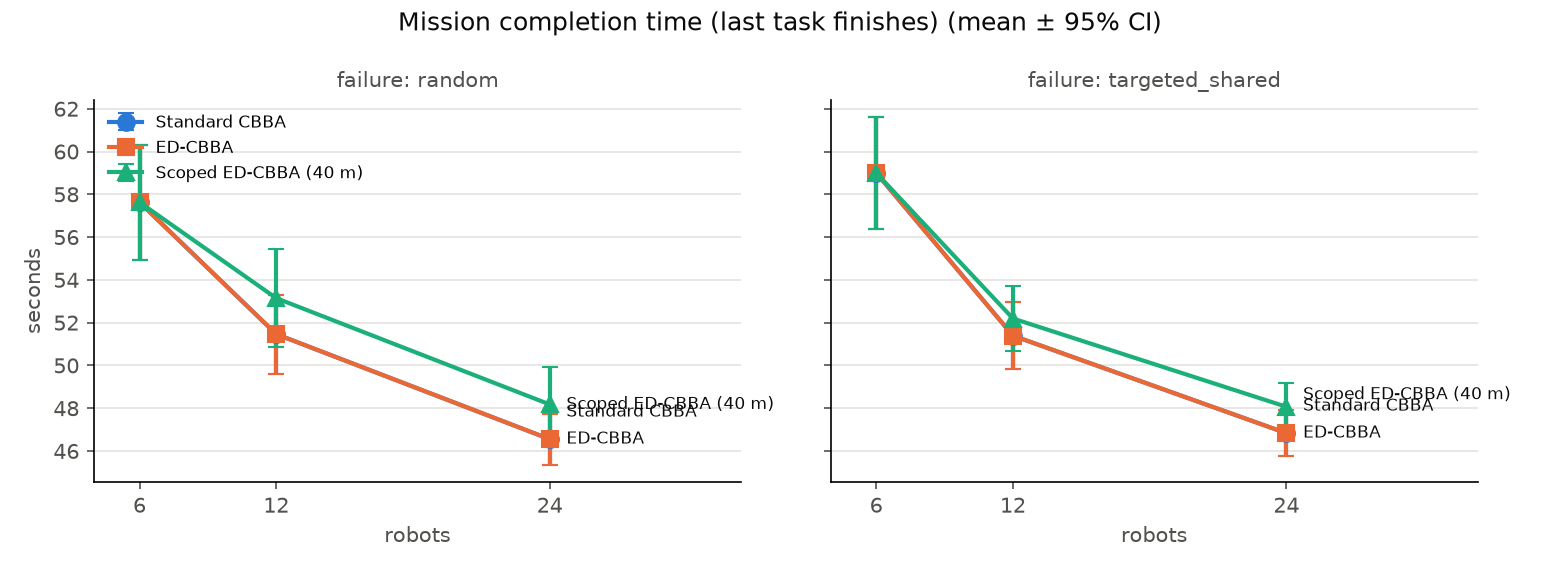 Mission completion time (last task finishes) (mean ± 95% CI)
failure: random
failure: targeted_shared
Standard CBBA
ED-CBBA
Scoped ED-CBBA (40 m)
seconds
62
60
58
56
54
52
50
48
46
Scoped ED-CBBA (40 m)
Standard CBBA
ED-CBBA
Scoped ED-CBBA (40 m)
Standard CBBA
ED-CBBA
6
12
24
6
12
24
robots
robots